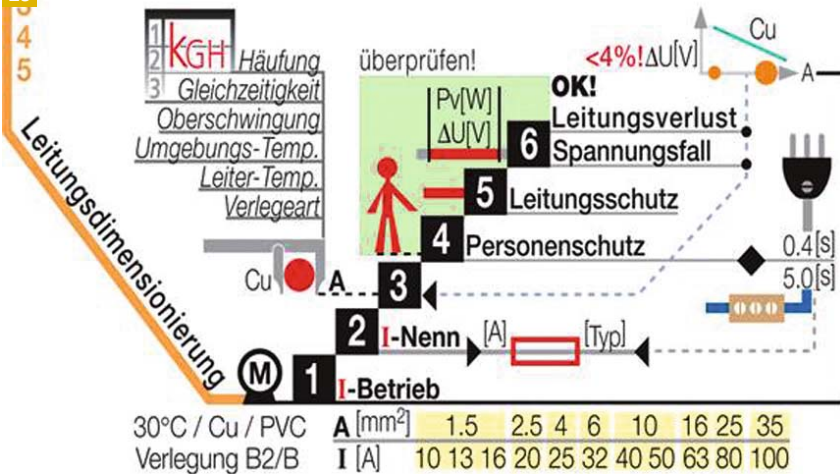 3
4
5
Leitungsdimensionierung
1
2
3
kGH
Häufung
Gleichzeitigkeit
Oberschwingung
Umgebungs-Temp.
Leiter-Temp.
Verlegeart
Cu
A
überprüfen!
Pv[W]
ΔU[V]
<4%! ΔU[V]
Cu
A
OK!
6 Leitungsverlust
Spannungsfall
5 Leitungsschutz
4 Personenschutz
0.4[s]
5.0[s]
3
2 I-Nenn [A] [Typ]
M
1 I-Betrieb
30°C / Cu / PVC A [mm²] 1.5 2.5 4 6 10 16 25 35
Verlegung B2/B I [A] 10 13 16 20 25 32 40 50 63 80 100